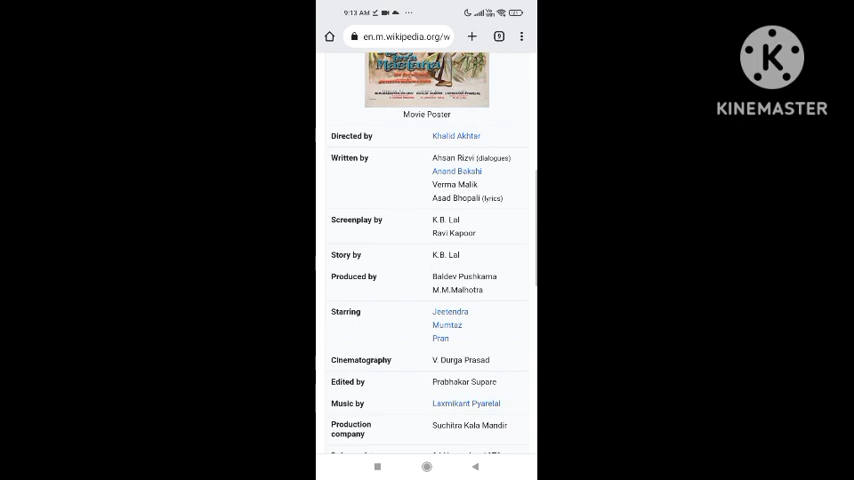 9:13 AM
en.m.wikipedia.org/w
9
Mastana
Movie Poster
Directed by Khalid Akhtar
Written by Ahsan Rizvi (dialogues)
Anand Bakshi
Verma Malik
Asad Bhopali (lyrics)
Screenplay by K.B. Lal
Ravi Kapoor
Story by K.B. Lal
Produced by Baldev Pushkarna
M.M.Malhotra
Starring Jeetendra
Mumtaz
Pran
Cinematography V. Durga Prasad
Edited by Prabhakar Supare
Music by Laxmikant Pyarelal
Production company Suchitra Kala Mandir
K
KINEMASTER